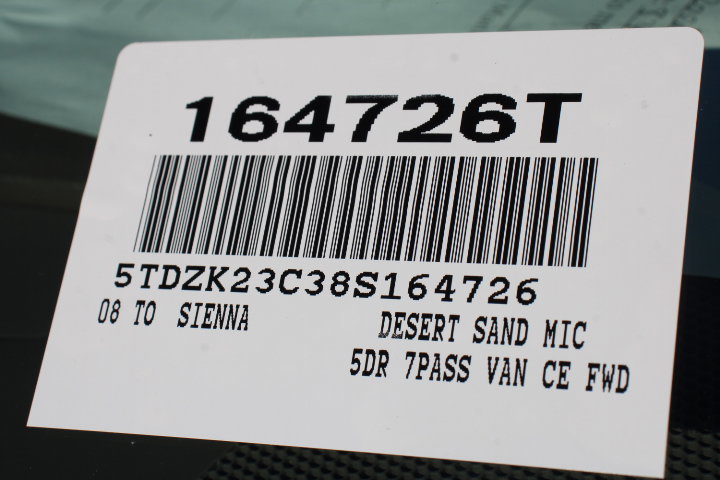 164726T
5TDZK23C38S164726
08 TO SIENNA DESERT SAND MIC
5DR 7PASS VAN CE FWD